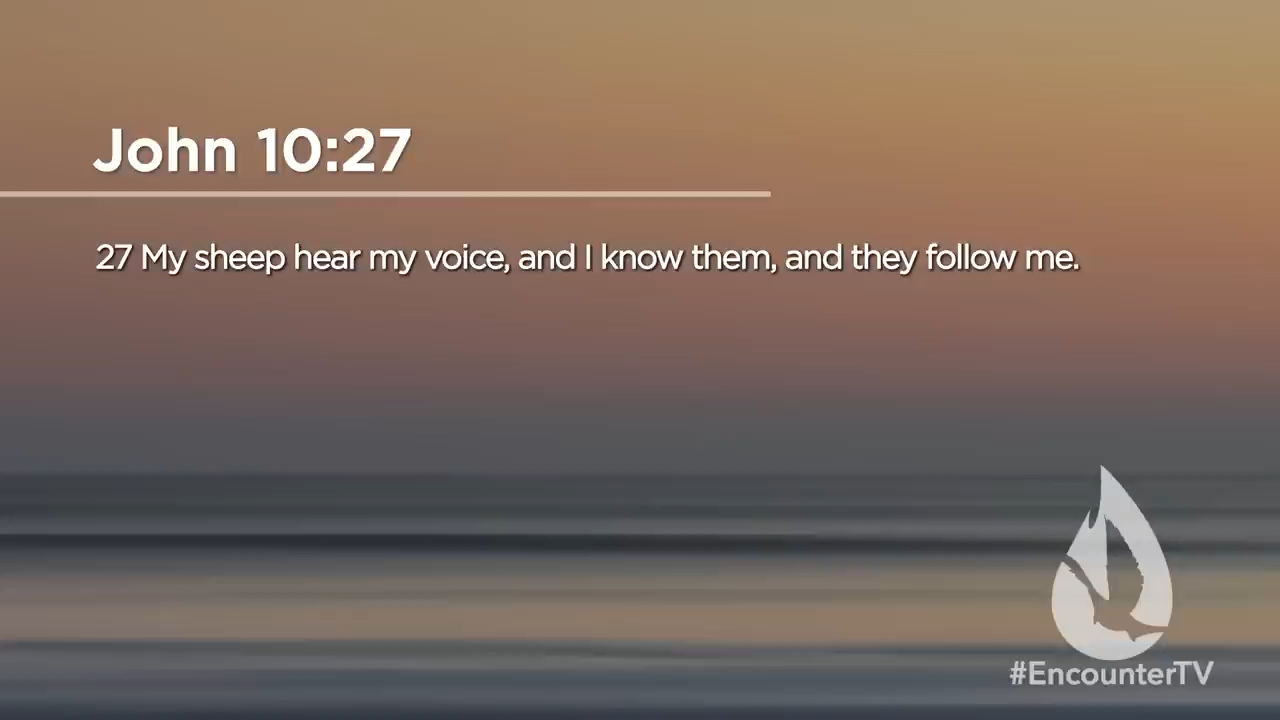 John 10:27
27 My sheep hear my voice, and I know them, and they follow me.
#EncounterTV